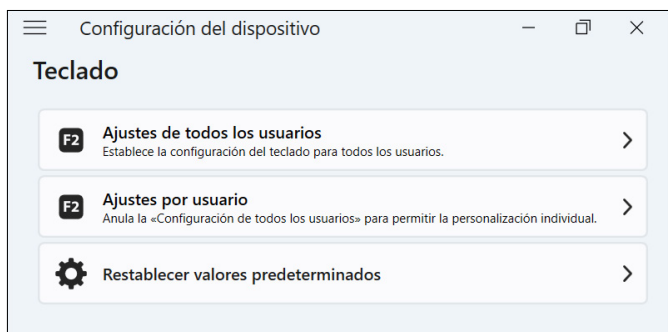 Configuración del dispositivo
Teclado
F2
Ajustes de todos los usuarios
Establece la configuración del teclado para todos los usuarios.
F2
Ajustes por usuario
Anula la «Configuración de todos los usuarios» para permitir la personalización individual.
Restablecer valores predeterminados